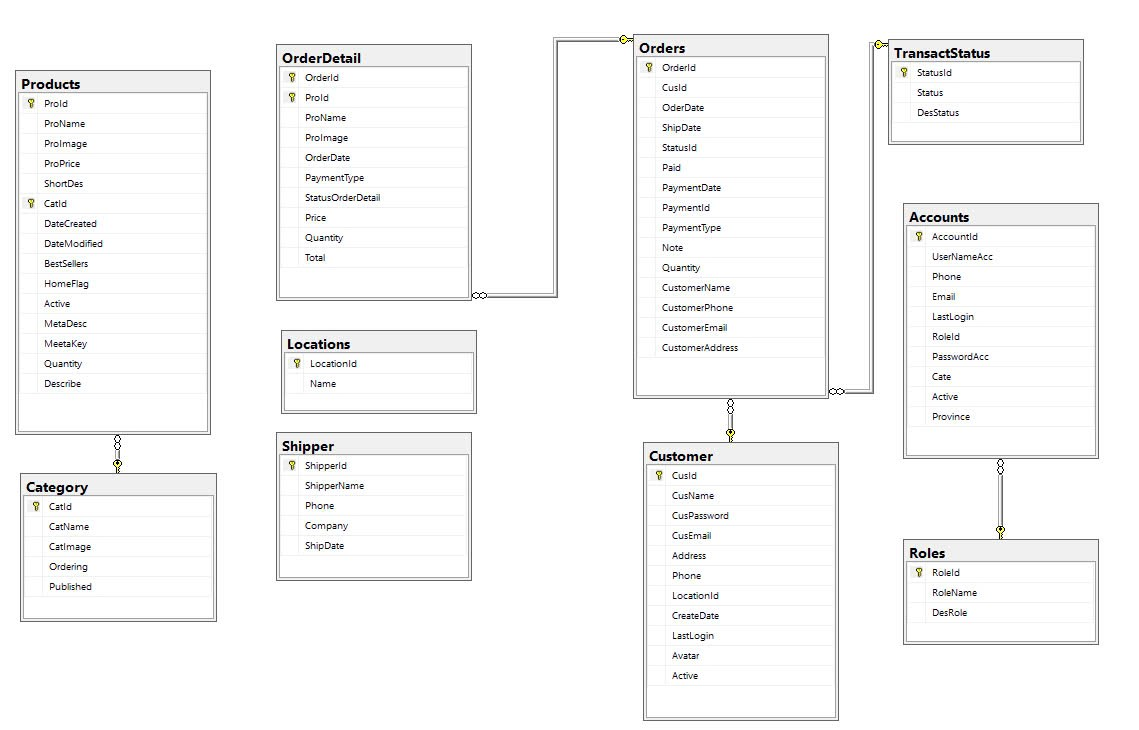 Products
ProId
ProName
ProImage
ProPrice
ShortDes
CatId
DateCreated
DateModified
BestSellers
HomeFlag
Active
MetaDesc
MeetaKey
Quantity
Describe
Category
CatId
CatName
CatImage
Ordering
Published
OrderDetail
OrderId
ProId
ProName
ProImage
OrderDate
PaymentType
StatusOrderDetail
Price
Quantity
Total
Locations
LocationId
Name
Shipper
ShipperId
ShipperName
Phone
Company
ShipDate
Orders
OrderId
CusId
OderDate
ShipDate
StatusId
Paid
PaymentDate
PaymentId
PaymentType
Note
Quantity
CustomerName
CustomerPhone
CustomerEmail
CustomerAddress
Customer
CusId
CusName
CusPassword
CusEmail
Address
Phone
LocationId
CreateDate
LastLogin
Avatar
Active
TransactStatus
StatusId
Status
DesStatus
Accounts
AccountId
UserNameAcc
Phone
Email
LastLogin
RoleId
PasswordAcc
Cate
Active
Province
Roles
RoleId
RoleName
DesRole